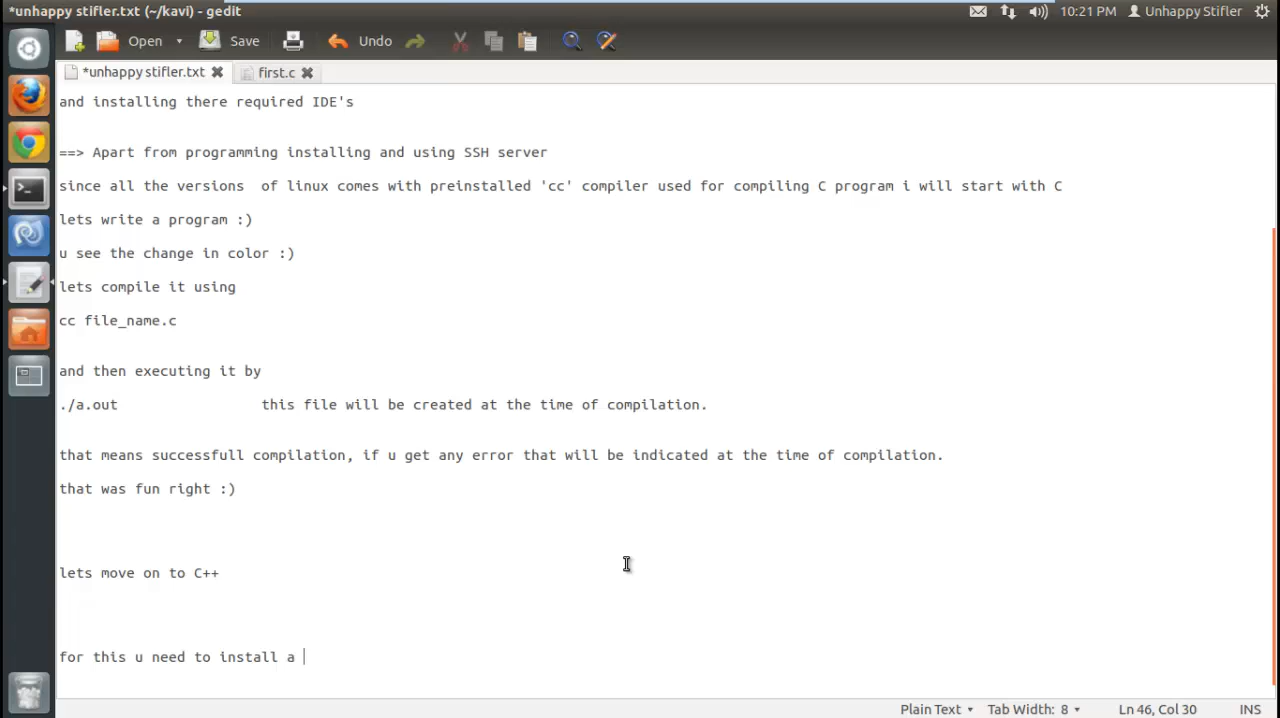 *unhappy stifler.txt (~/kavi) - gedit
10:21 PM Unhappy Stifler
Open Save Undo
*unhappy stifler.txt first.c
and installing there required IDE's
==> Apart from programming installing and using SSH server
since all the versions  of linux comes with preinstalled 'cc' compiler used for compiling C program i will start with C
lets write a program :)
u see the change in color :)
lets compile it using
cc file_name.c
and then executing it by
./a.out                 this file will be created at the time of compilation.
that means successfull compilation, if u get any error that will be indicated at the time of compilation.
that was fun right :)
lets move on to C++
for this u need to install a
Plain Text Tab Width: 8 Ln 46, Col 30 INS